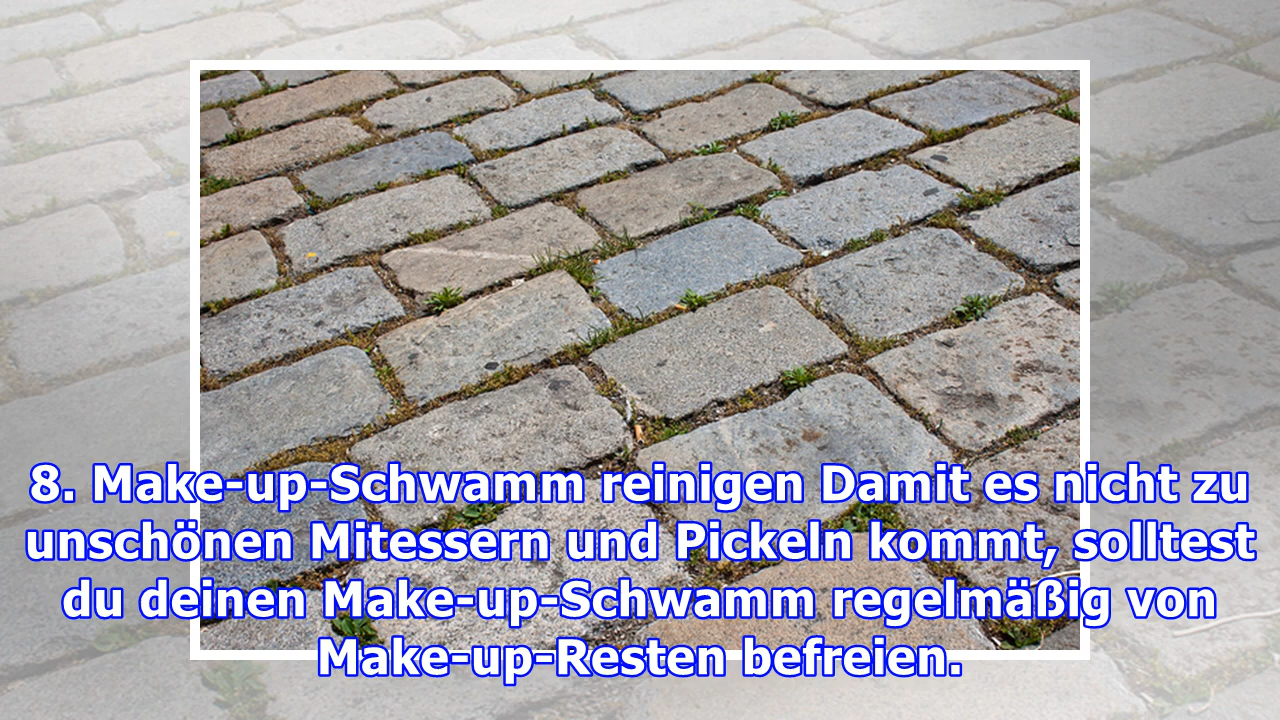 8. Make-up-Schwamm reinigen Damit es nicht zu
unschönen Mitessern und Pickeln kommt, solltest
du deinen Make-up-Schwamm regelmäßig von
Make-up-Resten befreien.